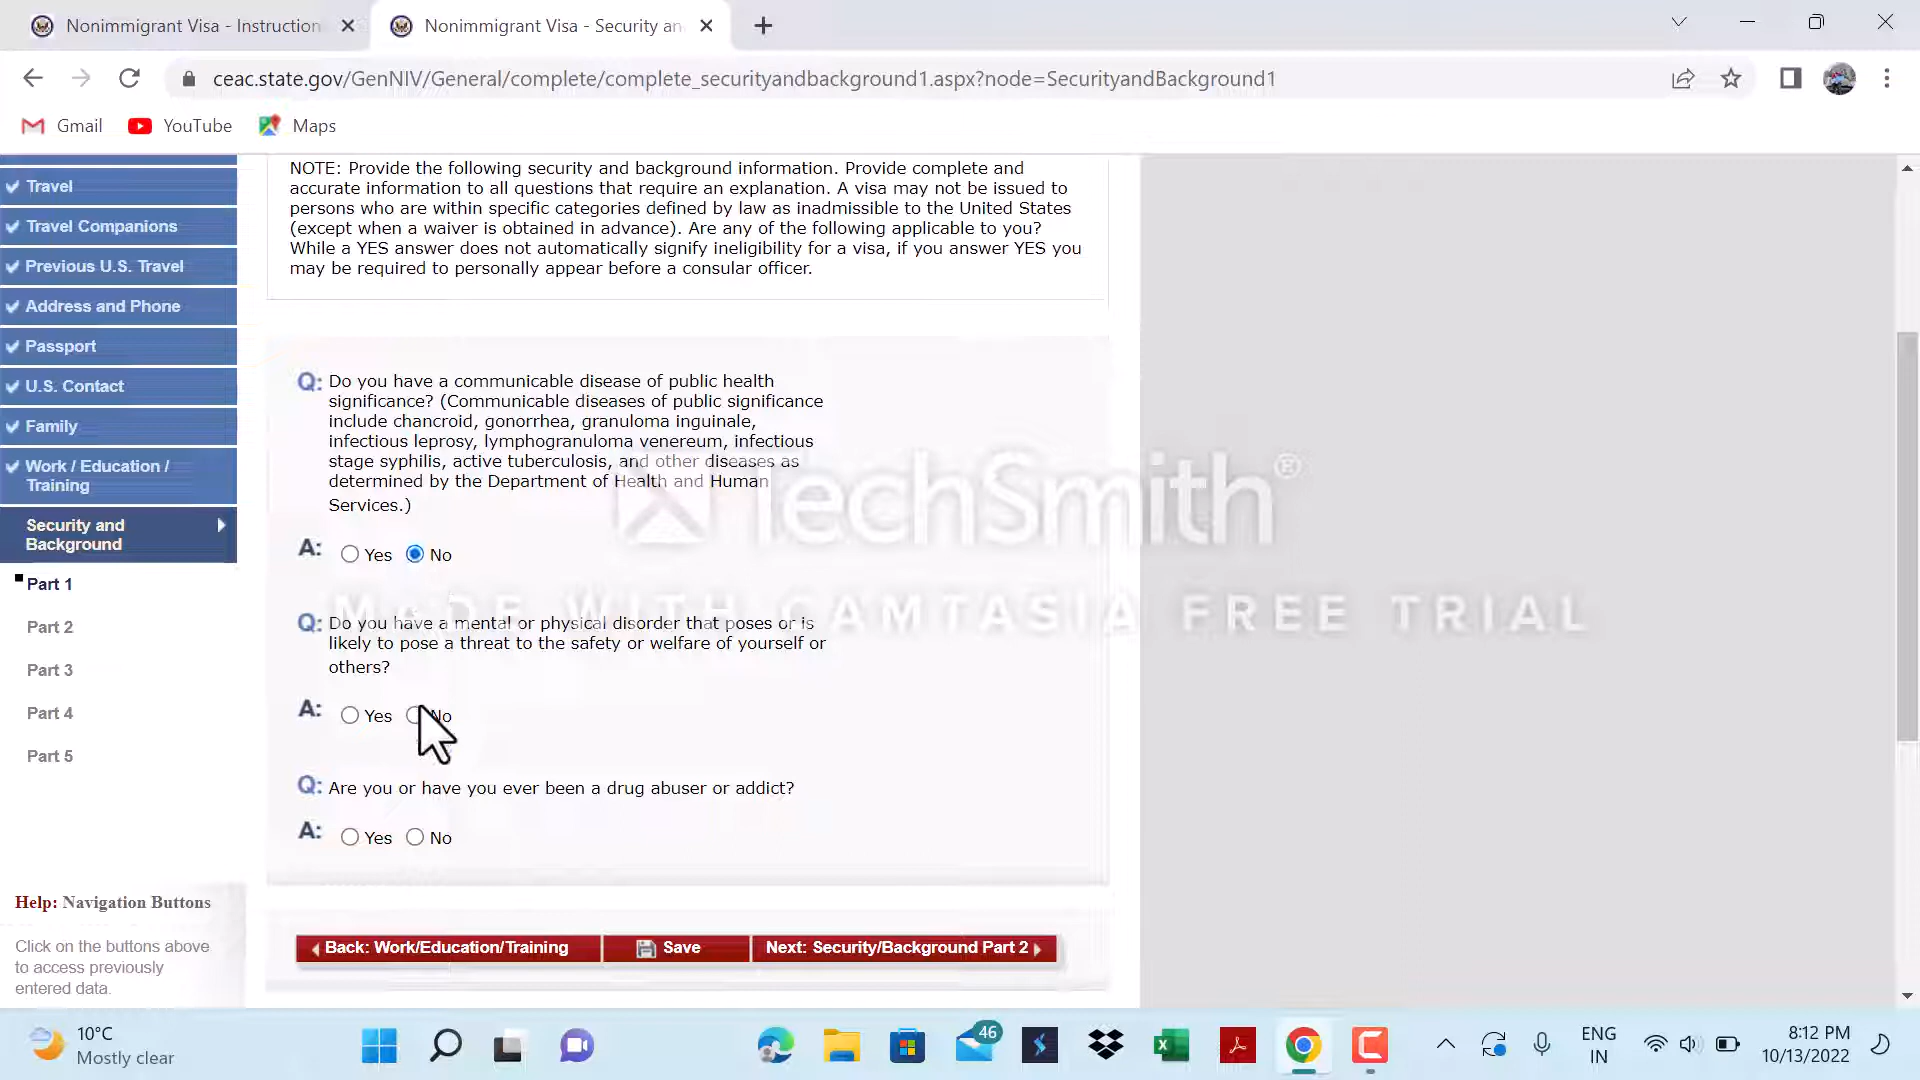 Nonimmigrant Visa - Instruction
Nonimmigrant Visa - Security an
ceac.state.gov/GenNIV/General/complete/complete_securityandbackground1.aspx?node=SecurityandBackground1
Gmail
YouTube
Maps
Travel
Travel Companions
Previous U.S. Travel
Address and Phone
Passport
U.S. Contact
Family
Work / Education /
Training
Security and
Background
Part 1
Part 2
Part 3
Part 4
Part 5
Help: Navigation Buttons
Click on the buttons above
to access previously
entered data.
NOTE: Provide the following security and background information. Provide complete and
accurate information to all questions that require an explanation. A visa may not be issued to
persons who are within specific categories defined by law as inadmissible to the United States
(except when a waiver is obtained in advance). Are any of the following applicable to you?
While a YES answer does not automatically signify ineligibility for a visa, if you answer YES you
may be required to personally appear before a consular officer.
Q: Do you have a communicable disease of public health
significance? (Communicable diseases of public significance
include chancroid, gonorrhea, granuloma inguinale,
infectious leprosy, lymphogranuloma venereum, infectious
stage syphilis, active tuberculosis, and other diseases as
determined by the Department of Health and Human
Services.)
A: Yes No
Q: Do you have a mental or physical disorder that poses or is
likely to pose a threat to the safety or welfare of yourself or
others?
A: Yes No
Q: Are you or have you ever been a drug abuser or addict?
A: Yes No
Back: Work/Education/Training
Save
Next: Security/Background Part 2
TechSmith®
MADE WITH CAMTASIA FREE TRIAL
10°C
Mostly clear
46
ENG
IN
8:12 PM
10/13/2022